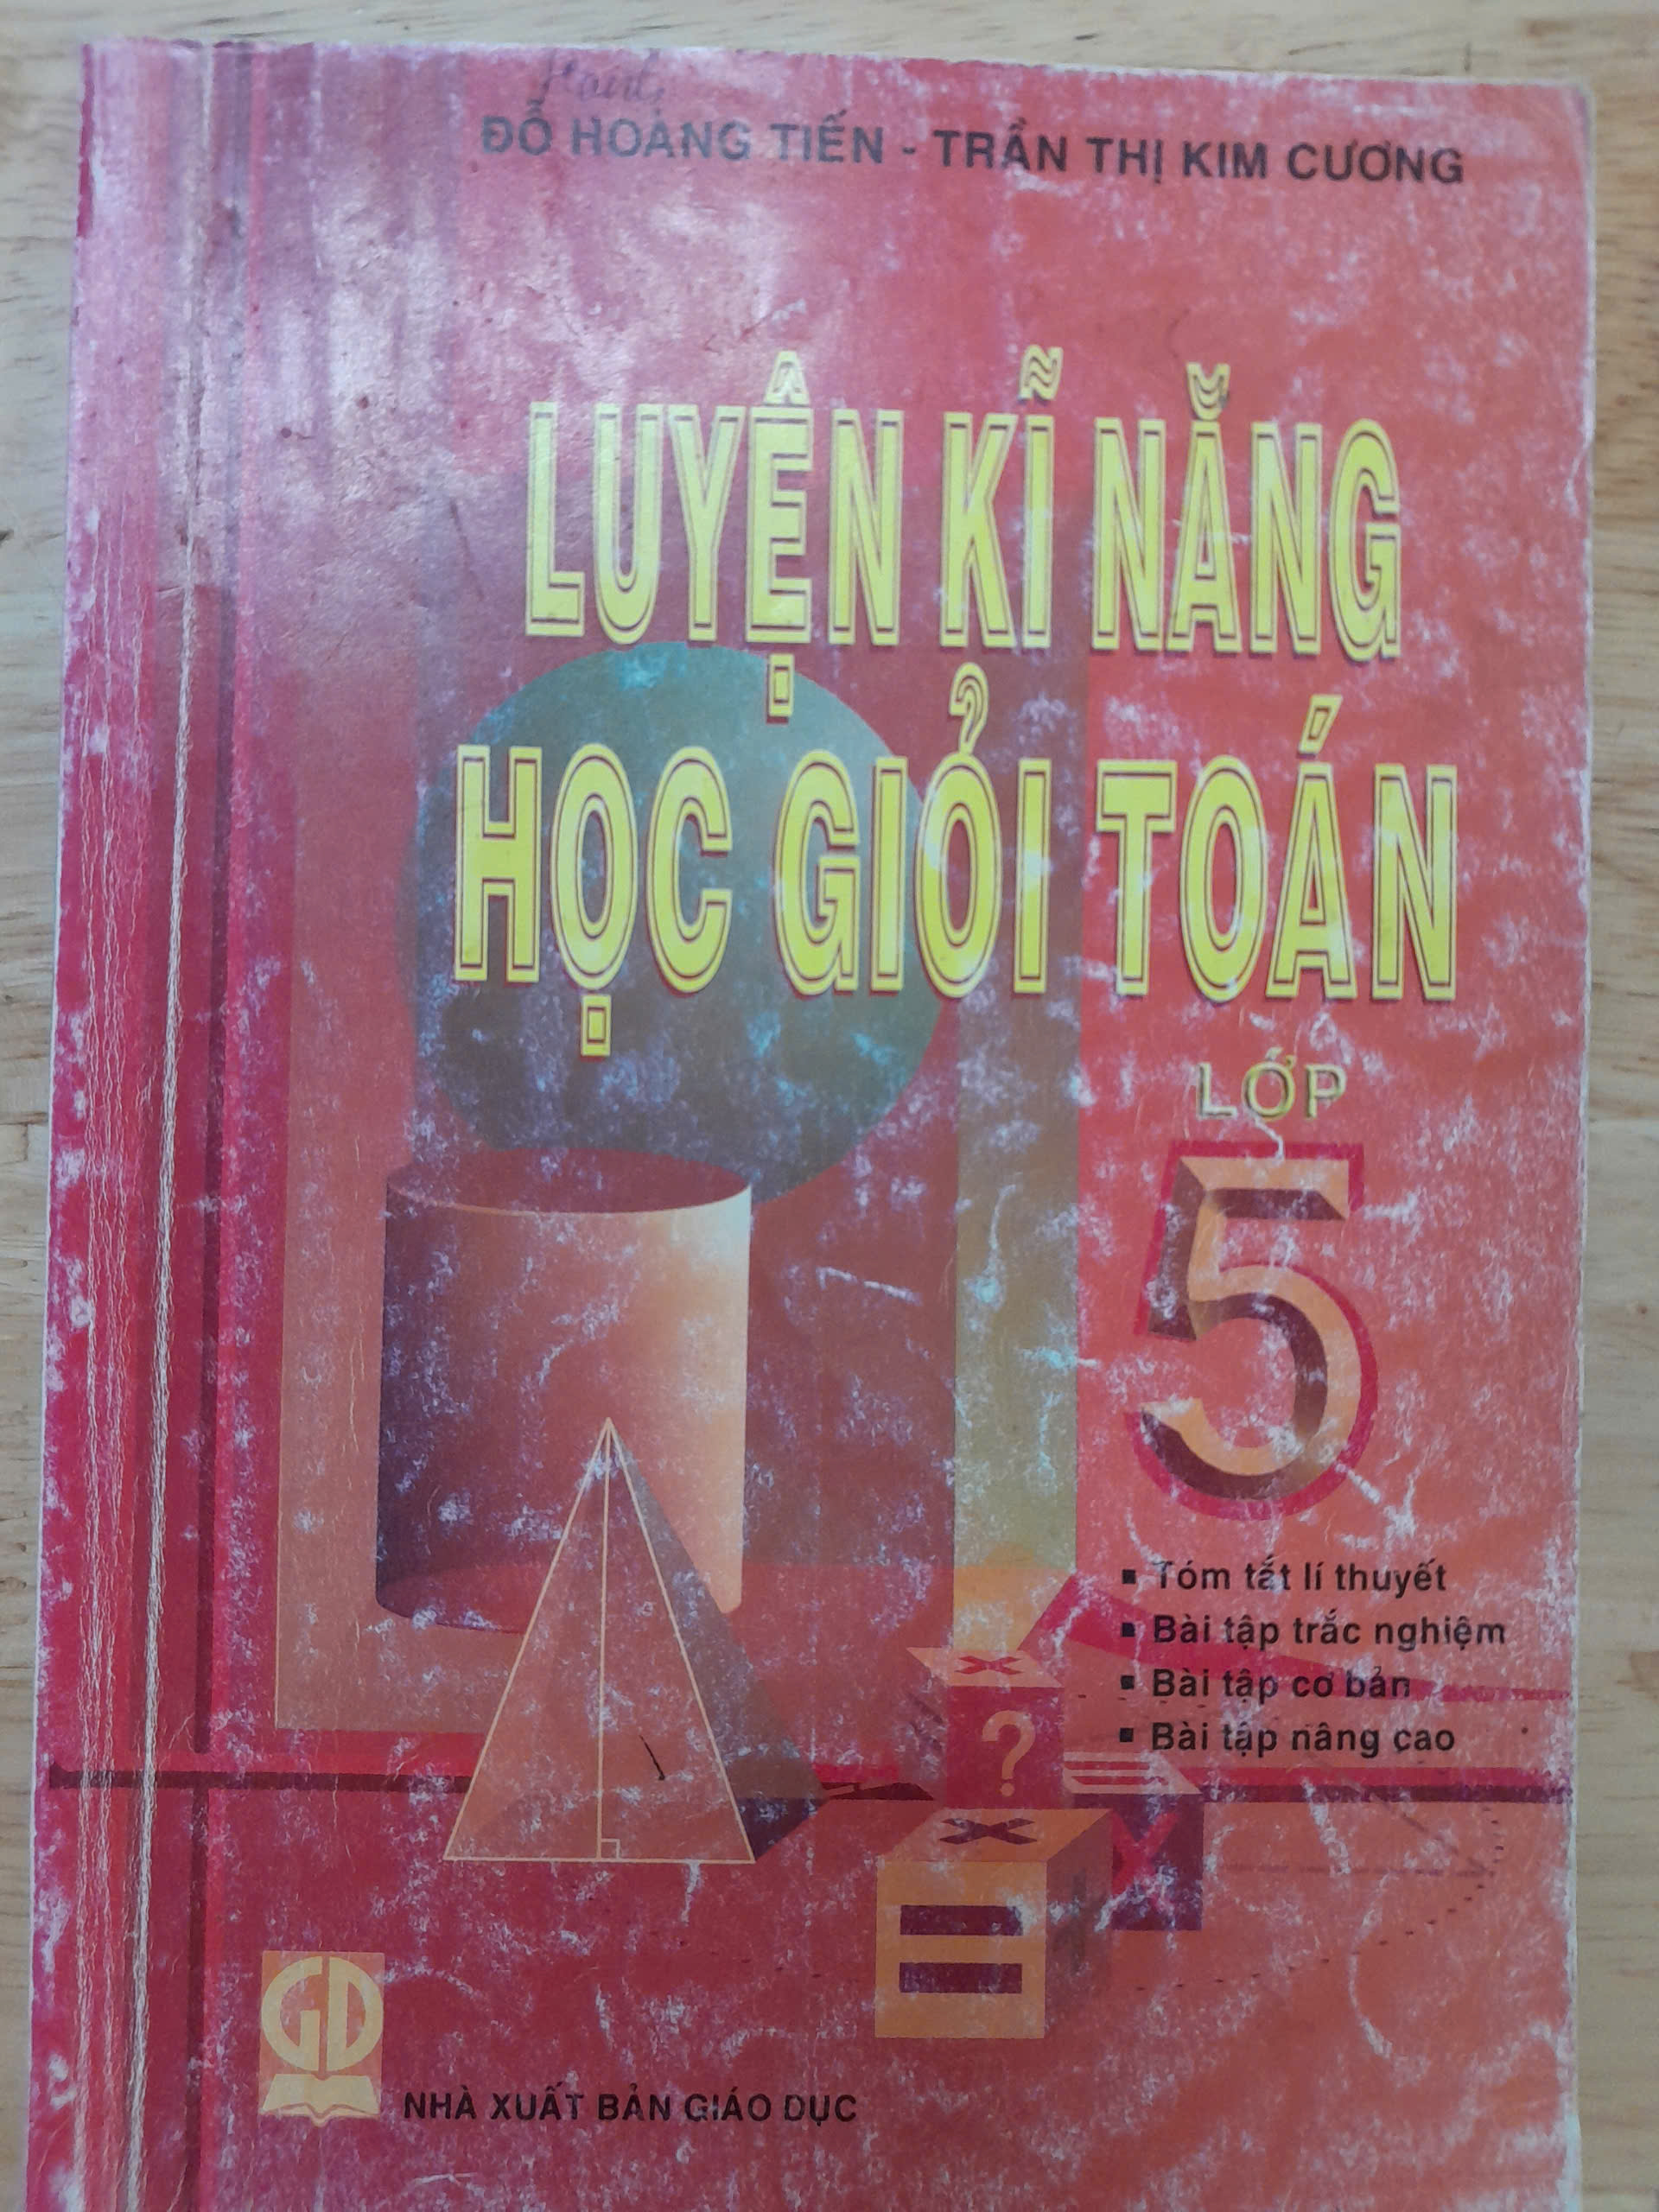 ĐỖ HOÀNG TIẾN - TRẦN THỊ KIM CƯƠNG
LUYỆN KĨ NĂNG
HỌC GIỎI TOÁN
LỚP
5
▪ Tóm tắt lí thuyết
▪ Bài tập trắc nghiệm
▪ Bài tập cơ bản
▪ Bài tập nâng cao
×
?
×
=
+
X
GD
NHÀ XUẤT BẢN GIÁO DỤC